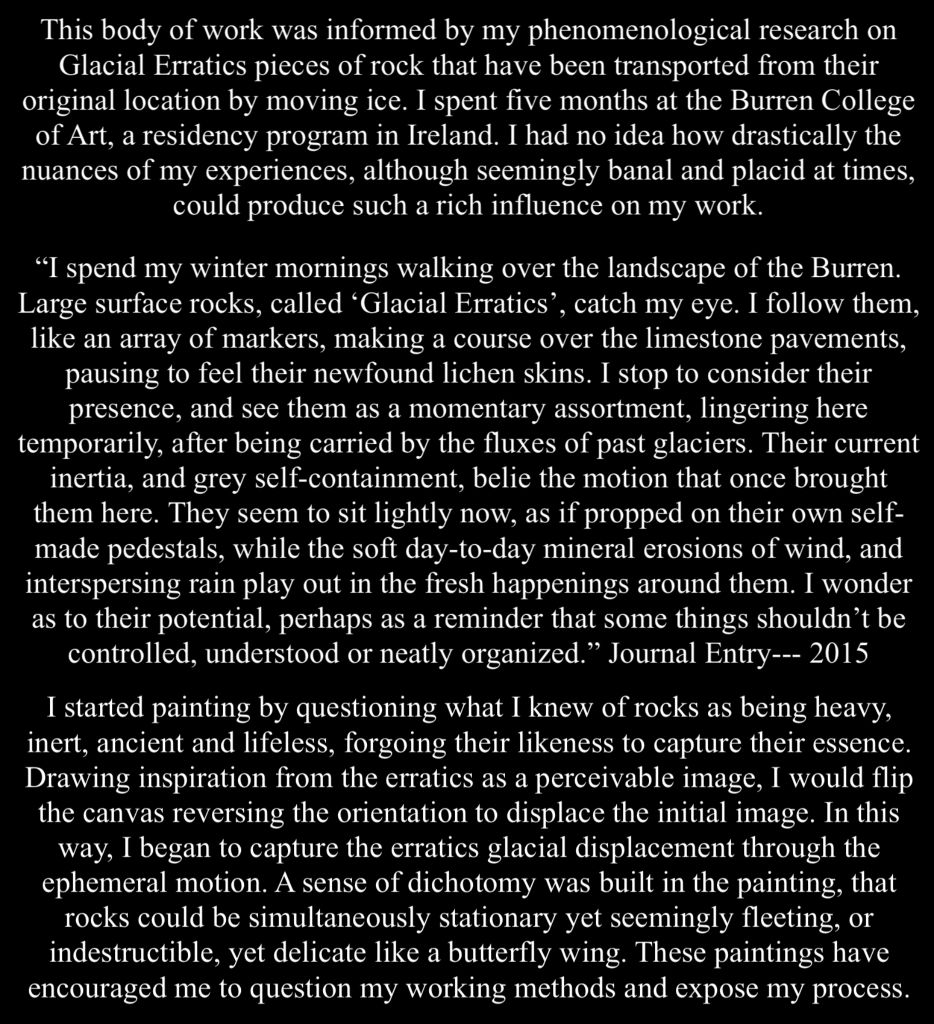 This body of work was informed by my phenomenological research on
Glacial Erratics pieces of rock that have been transported from their
original location by moving ice. I spent five months at the Burren College
of Art, a residency program in Ireland. I had no idea how drastically the
nuances of my experiences, although seemingly banal and placid at times,
could produce such a rich influence on my work.
“I spend my winter mornings walking over the landscape of the Burren.
Large surface rocks, called ‘Glacial Erratics’, catch my eye. I follow them,
like an array of markers, making a course over the limestone pavements,
pausing to feel their newfound lichen skins. I stop to consider their
presence, and see them as a momentary assortment, lingering here
temporarily, after being carried by the fluxes of past glaciers. Their current
inertia, and grey self-containment, belie the motion that once brought
them here. They seem to sit lightly now, as if propped on their own self-
made pedestals, while the soft day-to-day mineral erosions of wind, and
interspersing rain play out in the fresh happenings around them. I wonder
as to their potential, perhaps as a reminder that some things shouldn’t be
controlled, understood or neatly organized.” Journal Entry--- 2015
I started painting by questioning what I knew of rocks as being heavy,
inert, ancient and lifeless, forgoing their likeness to capture their essence.
Drawing inspiration from the erratics as a perceivable image, I would flip
the canvas reversing the orientation to displace the initial image. In this
way, I began to capture the erratics glacial displacement through the
ephemeral motion. A sense of dichotomy was built in the painting, that
rocks could be simultaneously stationary yet seemingly fleeting, or
indestructible, yet delicate like a butterfly wing. These paintings have
encouraged me to question my working methods and expose my process.